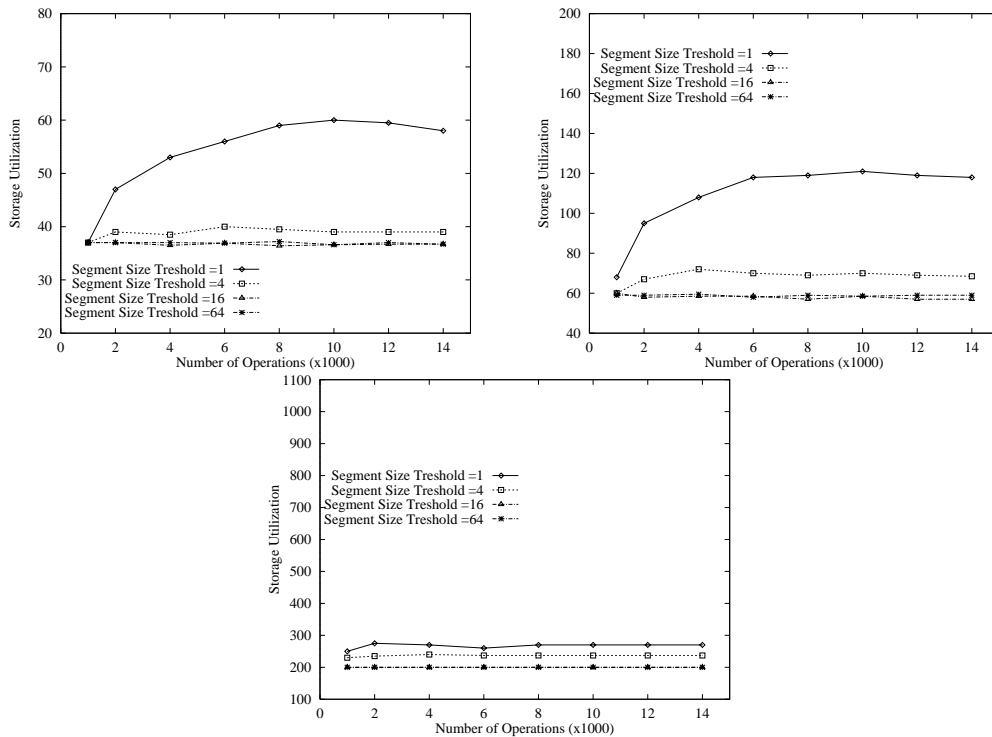 80
70
60
50
40
30
20
Storage Utilization
Segment Size Treshold =1
Segment Size Treshold =4
Segment Size Treshold =16
Segment Size Treshold =64
0 2 4 6 8 10 12 14
Number of Operations (x1000)
200
180
160
140
120
100
80
60
40
Storage Utilization
Segment Size Treshold =1
Segment Size Treshold =4
Segment Size Treshold =16
Segment Size Treshold =64
0 2 4 6 8 10 12 14
Number of Operations (x1000)
1100
1000
900
800
700
600
500
400
300
200
100
Storage Utilization
Segment Size Treshold =1
Segment Size Treshold =4
Segment Size Treshold =16
Segment Size Treshold =64
0 2 4 6 8 10 12 14
Number of Operations (x1000)